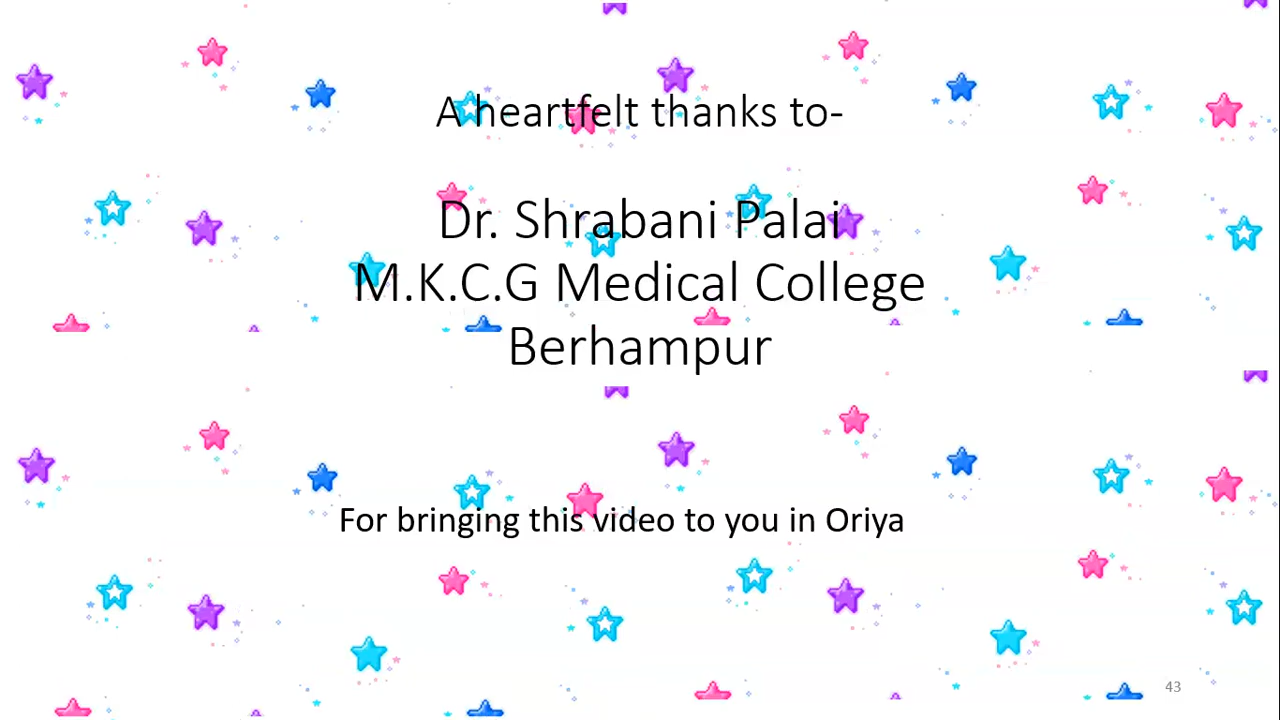 A heartfelt thanks to-
Dr. Shrabani Palai
M.K.C.G Medical College
Berhampur
For bringing this video to you in Oriya
43